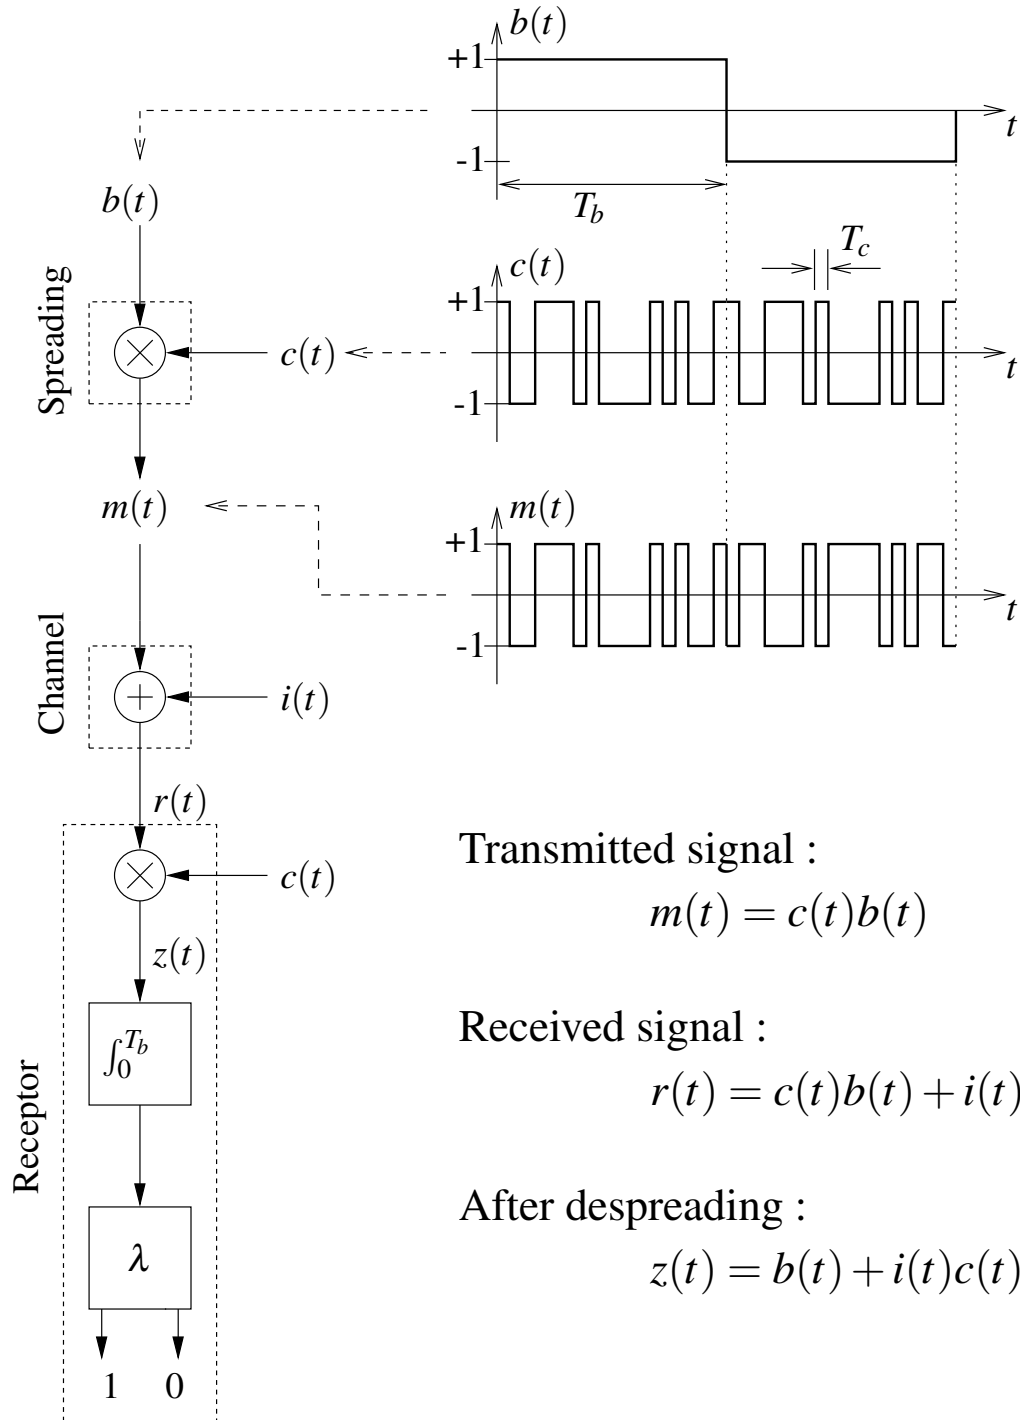 b(t)
+1
t
-1
T_b
b(t)
T_c
c(t)
+1
Spreading
×
c(t)
t
-1
m(t)
m(t)
+1
t
-1
Channel
+
i(t)
r(t)
Transmitted signal :
×
c(t)
m(t) = c(t)b(t)
z(t)
Received signal :
∫_0^{T_b}
r(t) = c(t)b(t) + i(t)
Receptor
After despreading :
λ
z(t) = b(t) + i(t)c(t)
1 0